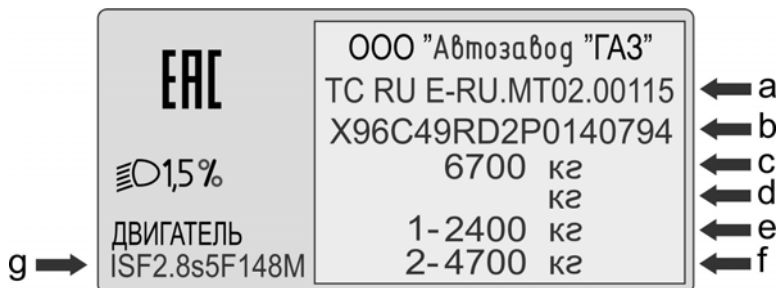 ООО "Автозавод "ГАЗ"
EAC
TC RU E-RU.MT02.00115
a
X96C49RD2P0140794
b
6700 кг
c
1,5%
кг
d
ДВИГАТЕЛЬ
1-2400 кг
e
g
ISF2.8s5F148M
2-4700 кг
f